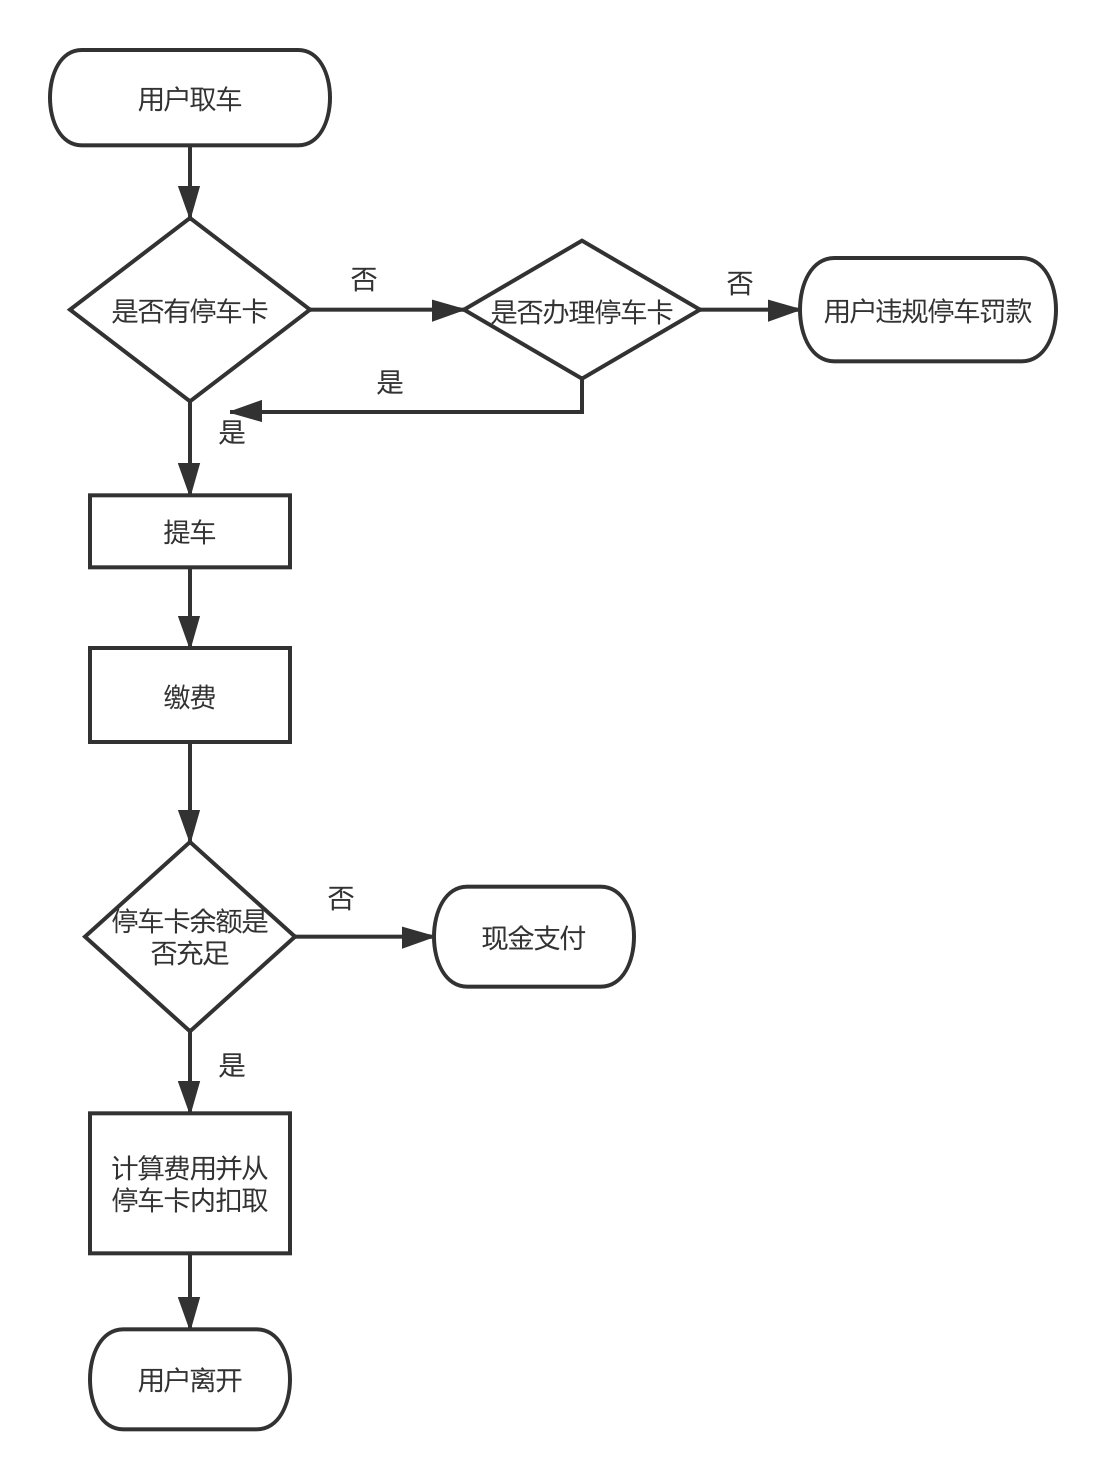 用户取车
是否有停车卡
否
是否办理停车卡
否
用户违规停车罚款
是
是
提车
缴费
停车卡余额是
否充足
否
现金支付
是
计算费用并从
停车卡内扣取
用户离开